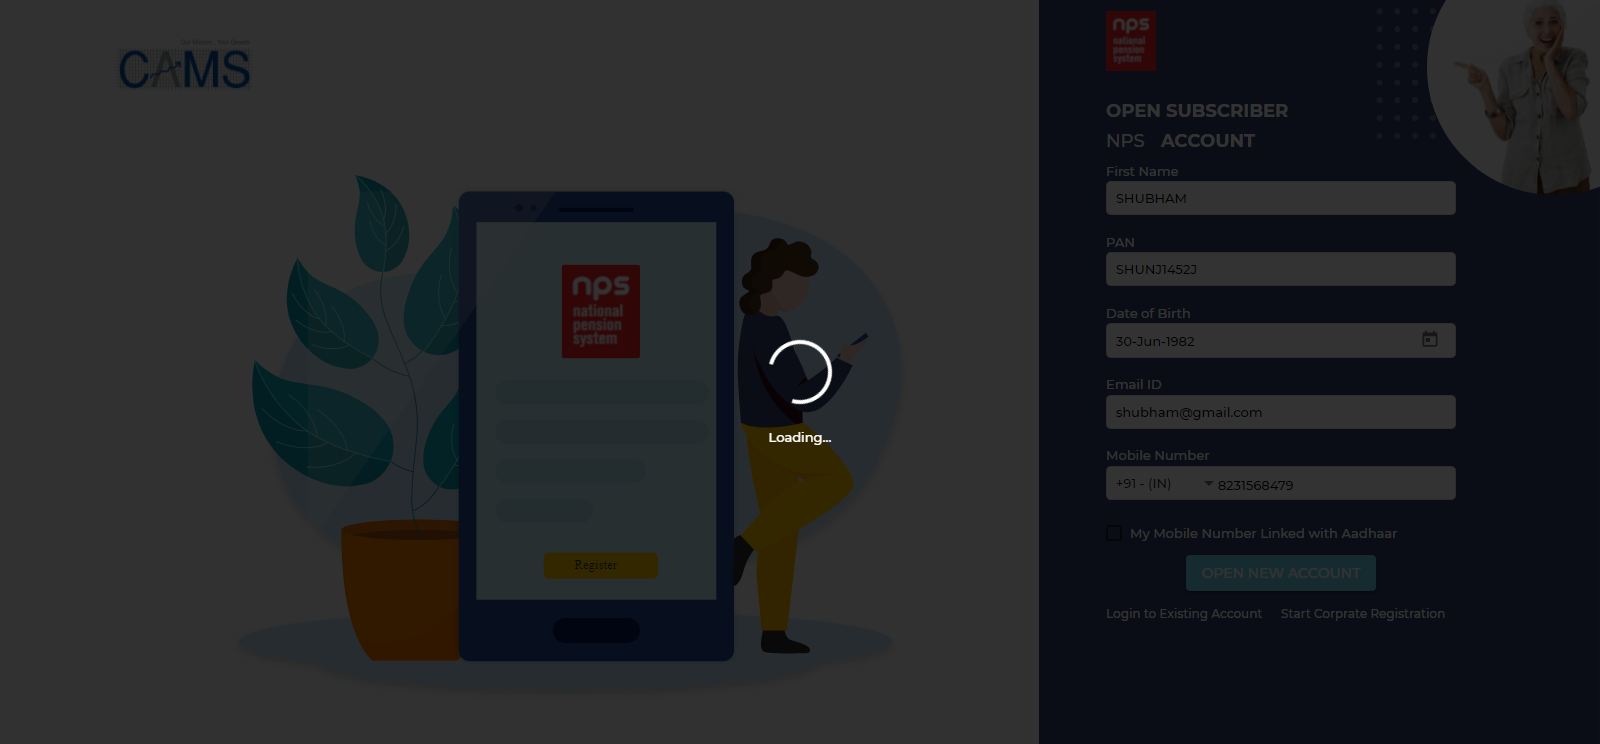 CAMS
nps
national
pension
system
Register
Loading...
nps
national
pension
system
OPEN SUBSCRIBER
NPS ACCOUNT
First Name
SHUBHAM
PAN
SHUNJ1452J
Date of Birth
30-Jun-1982
Email ID
shubham@gmail.com
Mobile Number
+91 - (IN) 8231568479
My Mobile Number Linked with Aadhaar
OPEN NEW ACCOUNT
Login to Existing Account Start Corprate Registration